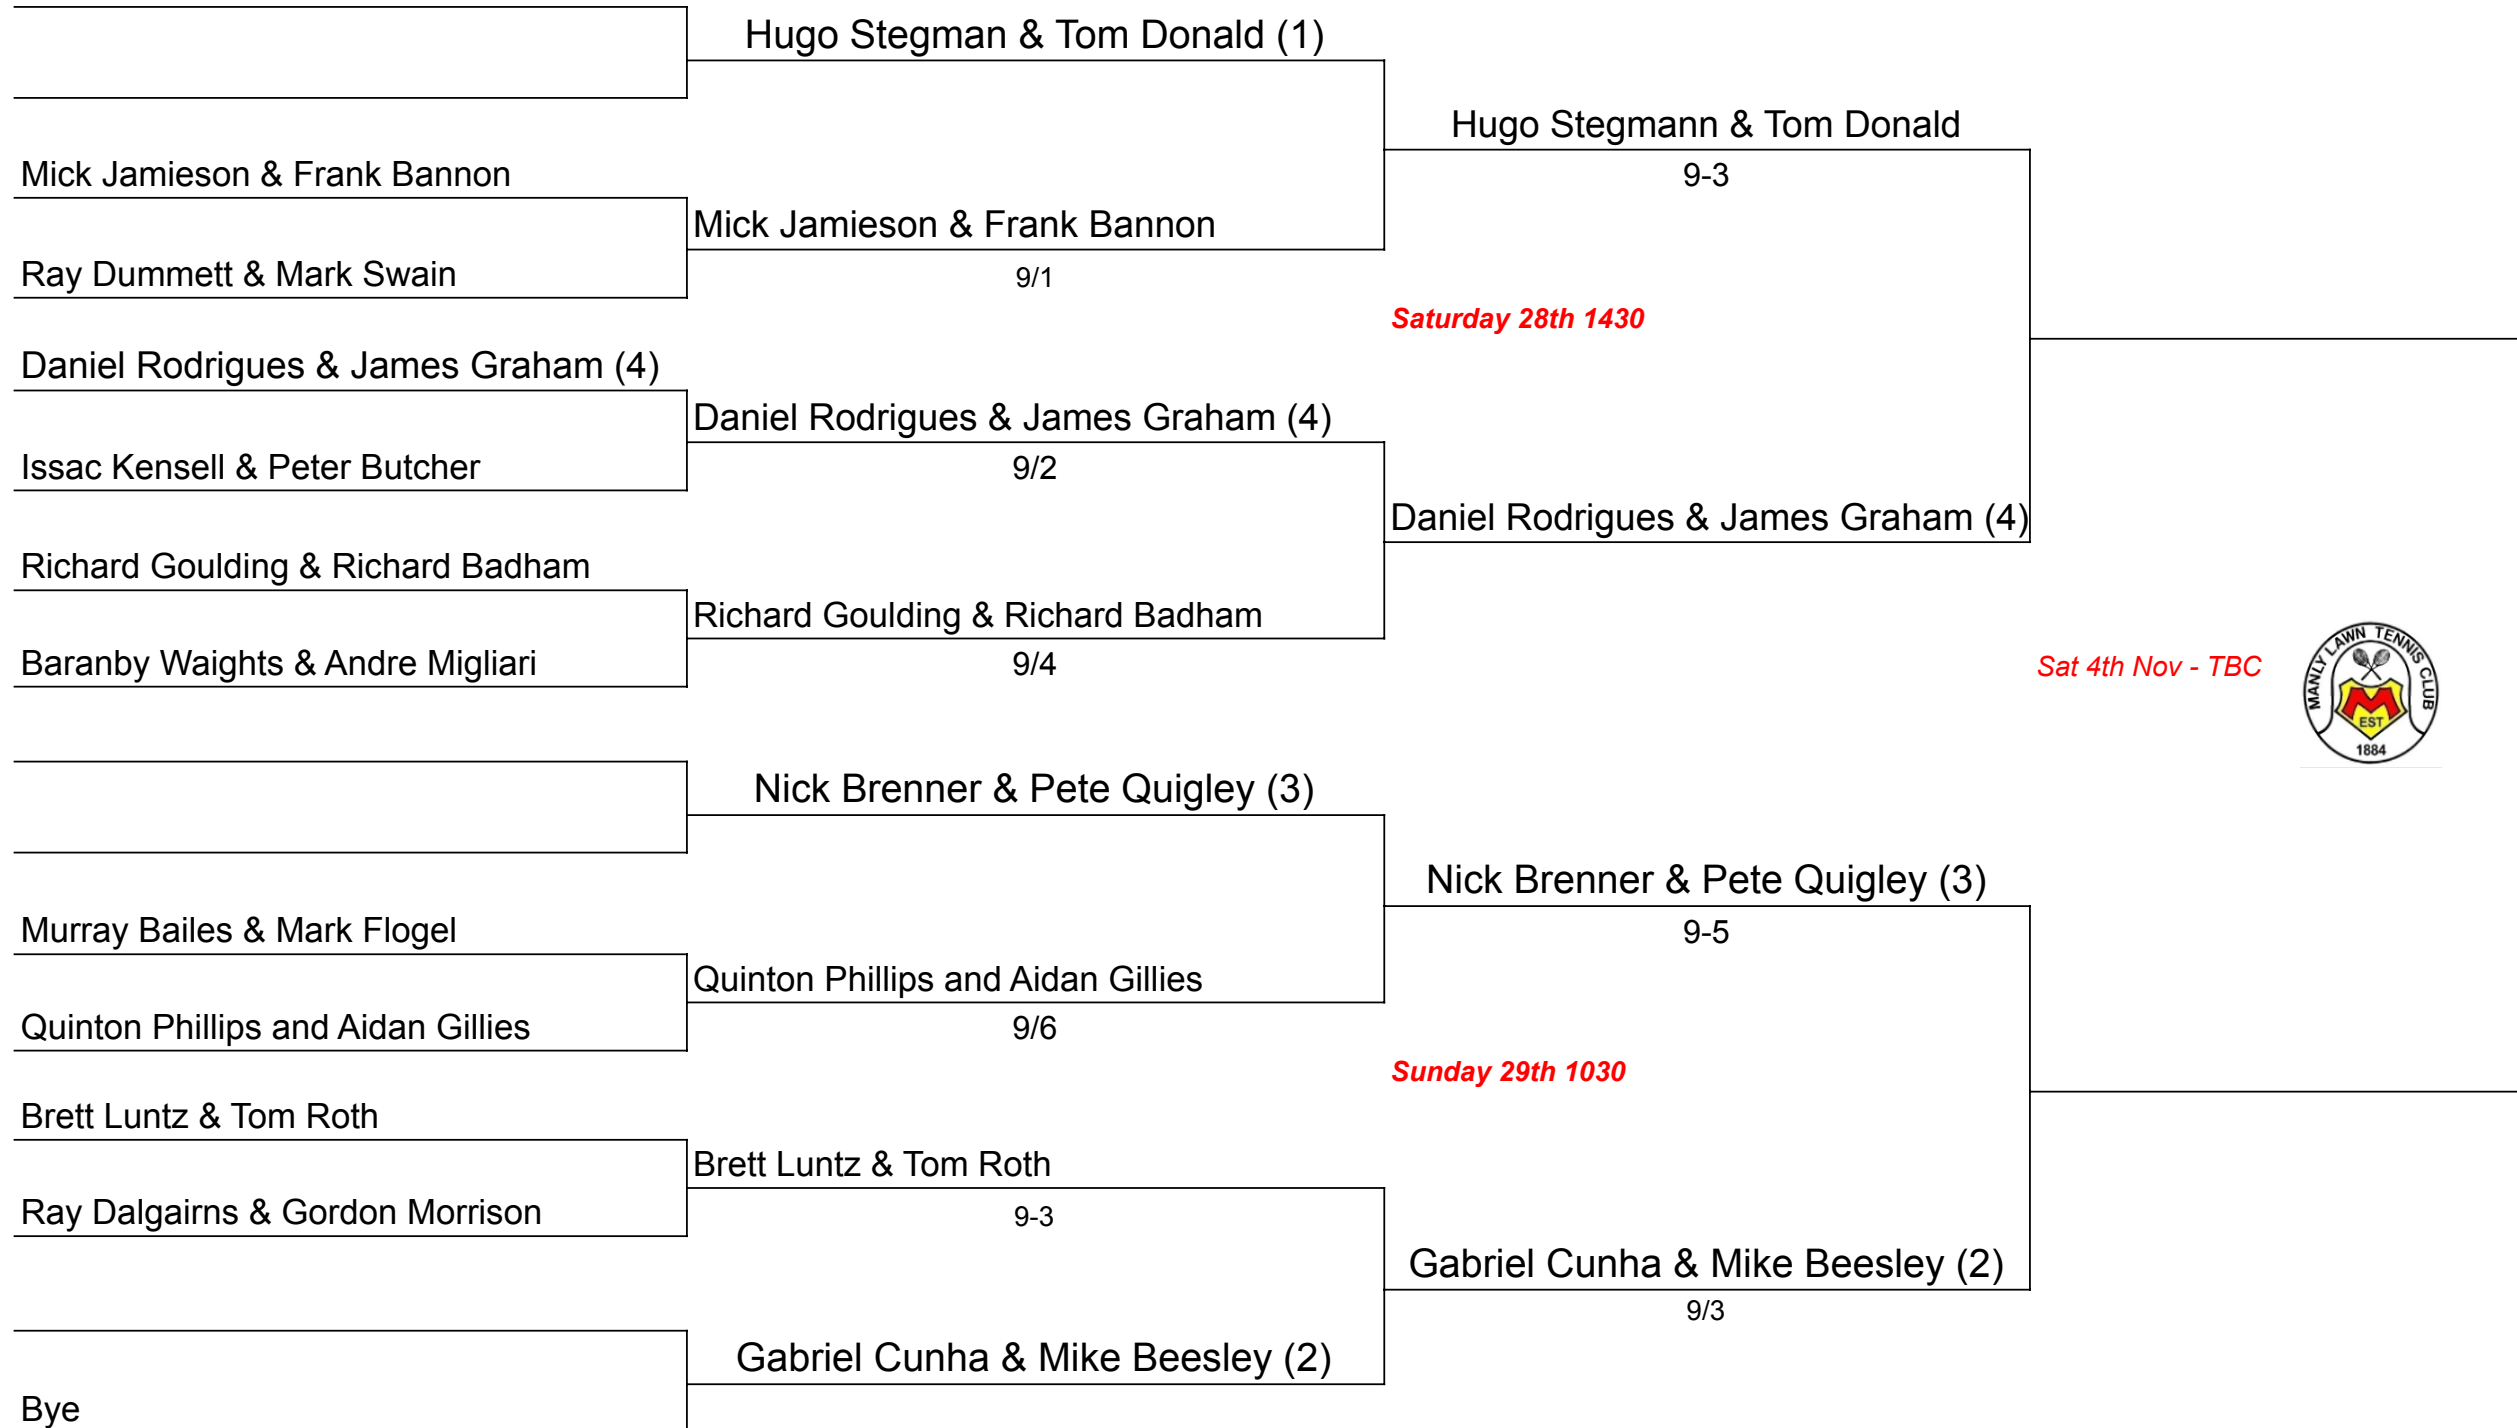 Hugo Stegman & Tom Donald (1)
Hugo Stegmann & Tom Donald
9-3
Mick Jamieson & Frank Bannon
Mick Jamieson & Frank Bannon
Ray Dummett & Mark Swain
9/1
Saturday 28th 1430
Daniel Rodrigues & James Graham (4)
Daniel Rodrigues & James Graham (4)
Issac Kensell & Peter Butcher
9/2
Daniel Rodrigues & James Graham (4)
Richard Goulding & Richard Badham
Richard Goulding & Richard Badham
Baranby Waights & Andre Migliari
9/4
Sat 4th Nov - TBC
MANLY LAWN TENNIS CLUB
M
EST
1884
Nick Brenner & Pete Quigley (3)
Nick Brenner & Pete Quigley (3)
9-5
Murray Bailes & Mark Flogel
Quinton Phillips and Aidan Gillies
Quinton Phillips and Aidan Gillies
9/6
Sunday 29th 1030
Brett Luntz & Tom Roth
Brett Luntz & Tom Roth
Ray Dalgairns & Gordon Morrison
9-3
Gabriel Cunha & Mike Beesley (2)
9/3
Gabriel Cunha & Mike Beesley (2)
Bye